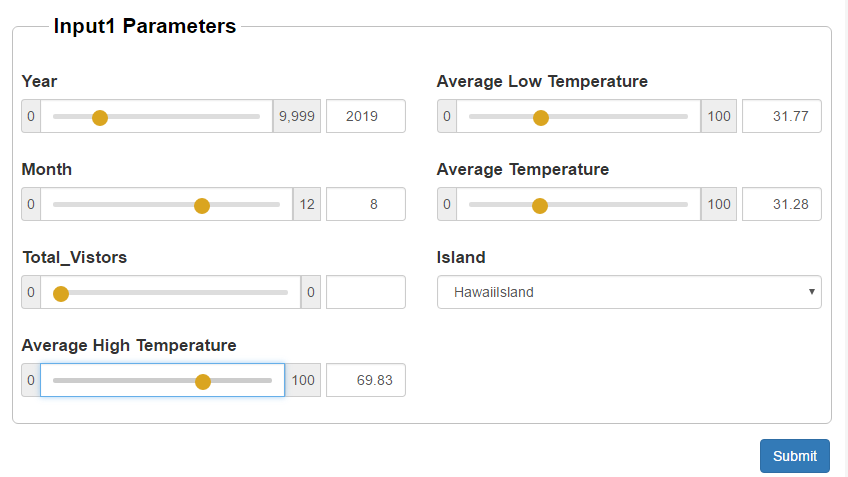 Input1 Parameters
Year
0 9,999 2019
Average Low Temperature
0 100 31.77
Month
0 12 8
Average Temperature
0 100 31.28
Total_Vistors
0 0
Island
HawaiiIsland
Average High Temperature
0 100 69.83
Submit